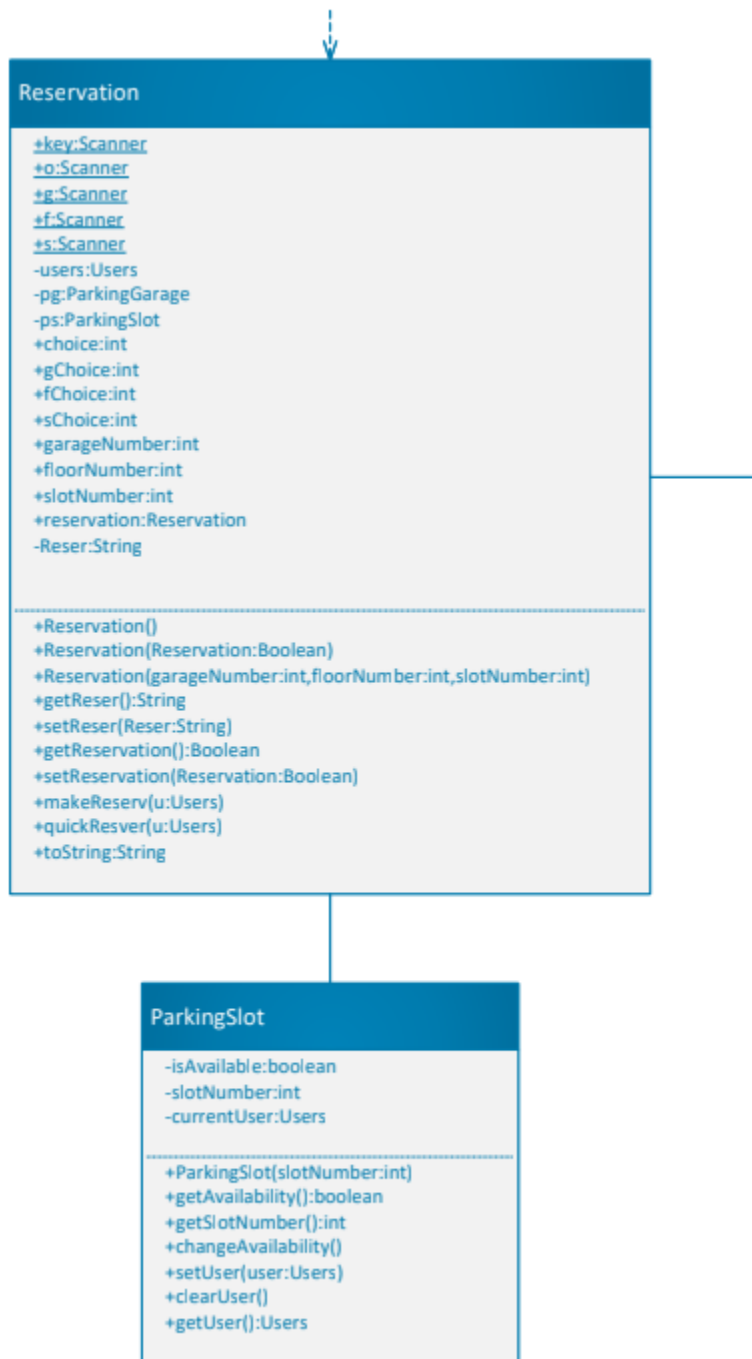 Reservation
+key:Scanner
+o:Scanner
+g:Scanner
+f:Scanner
+s:Scanner
-users:Users
-pg:ParkingGarage
-ps:ParkingSlot
+choice:int
+gChoice:int
+fChoice:int
+sChoice:int
+garageNumber:int
+floorNumber:int
+slotNumber:int
+reservation:Reservation
-Reser:String
+Reservation()
+Reservation(Reservation:Boolean)
+Reservation(garageNumber:int,floorNumber:int,slotNumber:int)
+getReser():String
+setReser(Reser:String)
+getReservation():Boolean
+setReservation(Reservation:Boolean)
+makeReserv(u:Users)
+quickResver(u:Users)
+toString:String
ParkingSlot
-isAvailable:boolean
-slotNumber:int
-currentUser:Users
+ParkingSlot(slotNumber:int)
+getAvailability():boolean
+getSlotNumber():int
+changeAvailability()
+setUser(user:Users)
+clearUser()
+getUser():Users